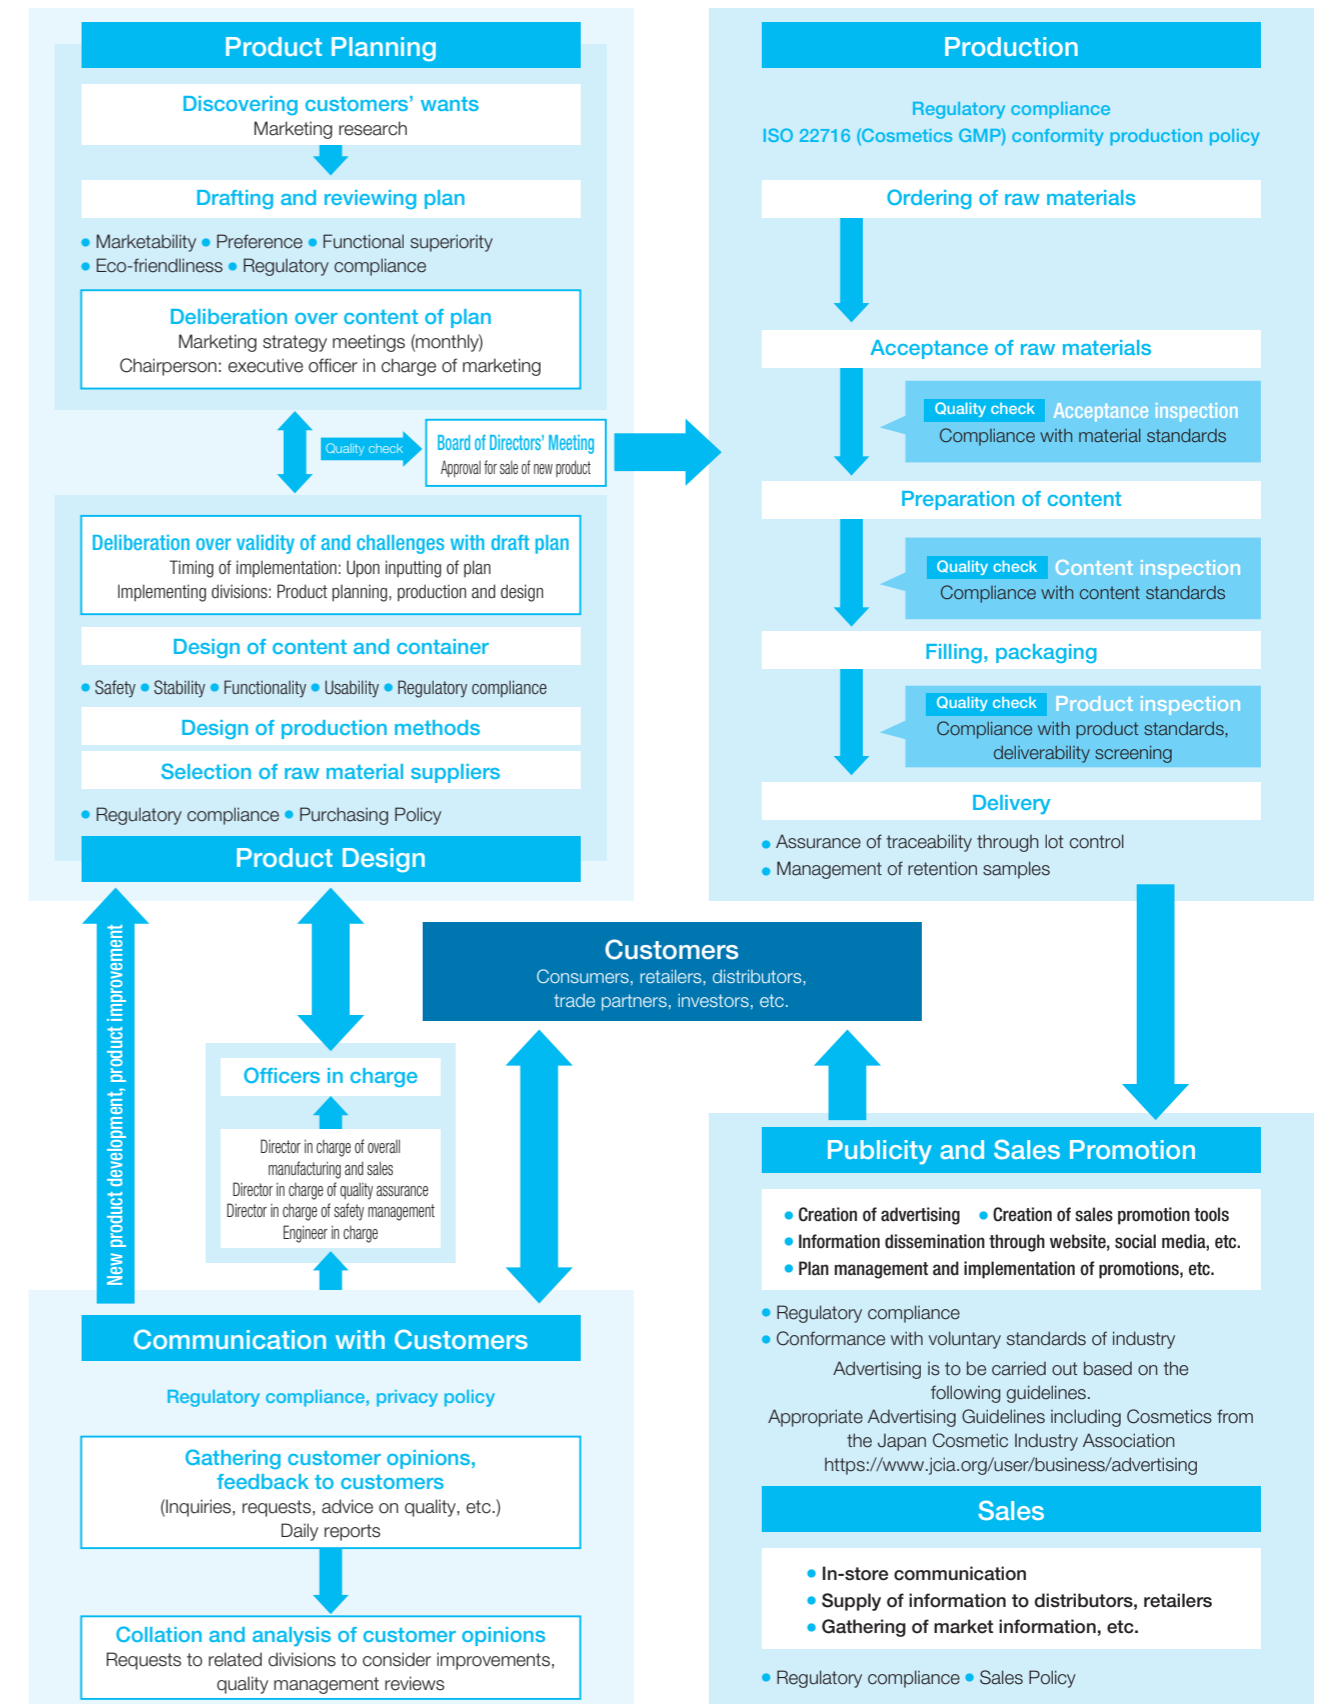 Product Planning
Discovering customers' wants
Marketing research
Drafting and reviewing plan
● Marketability ● Preference ● Functional superiority
● Eco-friendliness ● Regulatory compliance
Deliberation over content of plan
Marketing strategy meetings (monthly)
Chairperson: executive officer in charge of marketing
Quality check
Board of Directors' Meeting
Approval for sale of new product
Deliberation over validity of and challenges with draft plan
Timing of implementation: Upon inputting of plan
Implementing divisions: Product planning, production and design
Design of content and container
● Safety ● Stability ● Functionality ● Usability ● Regulatory compliance
Design of production methods
Selection of raw material suppliers
● Regulatory compliance ● Purchasing Policy
Product Design
Production
Regulatory compliance
ISO 22716 (Cosmetics GMP) conformity production policy
Ordering of raw materials
Acceptance of raw materials
Quality check Acceptance inspection
Compliance with material standards
Preparation of content
Quality check Content inspection
Compliance with content standards
Filling, packaging
Quality check Product inspection
Compliance with product standards,
deliverability screening
Delivery
● Assurance of traceability through lot control
● Management of retention samples
Customers
Consumers, retailers, distributors,
trade partners, investors, etc.
New product development, product improvement
Officers in charge
Director in charge of overall
manufacturing and sales
Director in charge of quality assurance
Director in charge of safety management
Engineer in charge
Communication with Customers
Regulatory compliance, privacy policy
Gathering customer opinions,
feedback to customers
(Inquiries, requests, advice on quality, etc.)
Daily reports
Collation and analysis of customer opinions
Requests to related divisions to consider improvements,
quality management reviews
Publicity and Sales Promotion
● Creation of advertising ● Creation of sales promotion tools
● Information dissemination through website, social media, etc.
● Plan management and implementation of promotions, etc.
● Regulatory compliance
● Conformance with voluntary standards of industry
Advertising is to be carried out based on the
following guidelines.
Appropriate Advertising Guidelines including Cosmetics from
the Japan Cosmetic Industry Association
https://www.jcia.org/user/business/advertising
Sales
● In-store communication
● Supply of information to distributors, retailers
● Gathering of market information, etc.
● Regulatory compliance ● Sales Policy